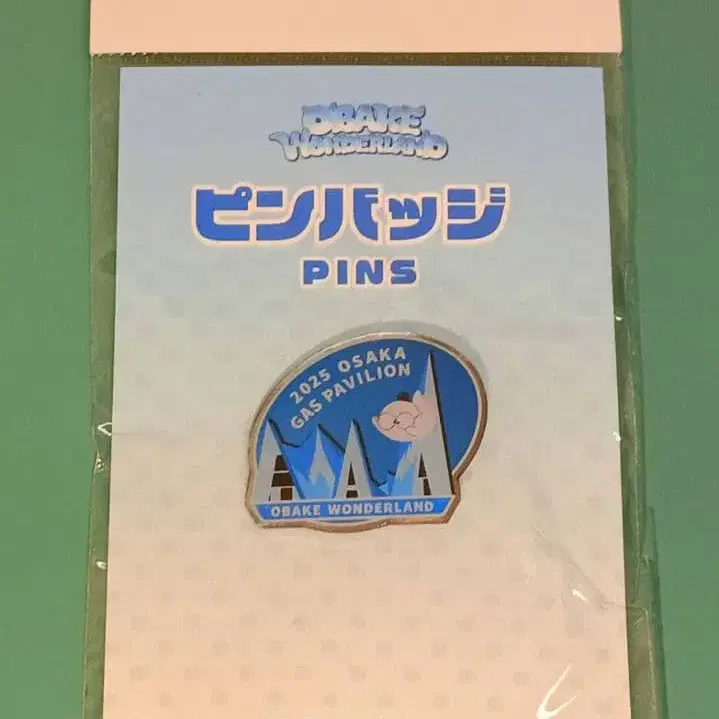 OBAKE
WONDERLAND
ピンバッジ
PINS
2025 OSAKA
GAS PAVILION
OBAKE WONDERLAND